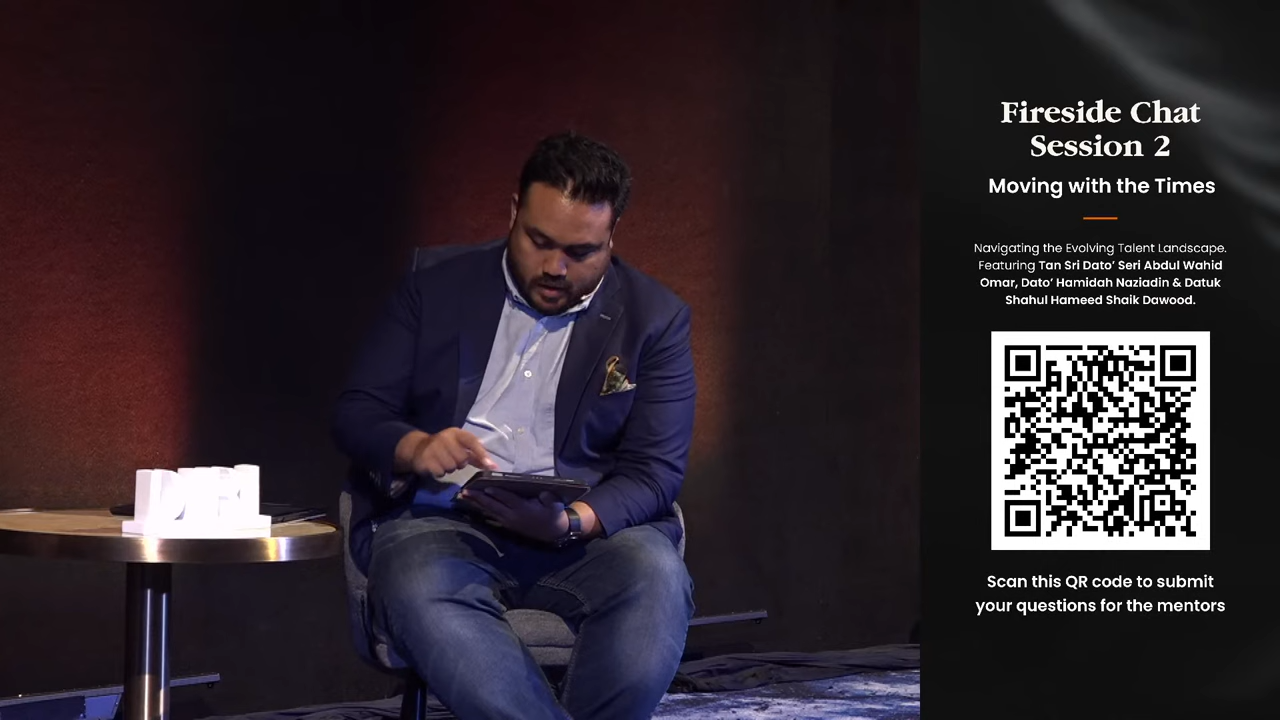 Fireside Chat
Session 2
Moving with the Times
Navigating the Evolving Talent Landscape.
Featuring Tan Sri Dato’ Seri Abdul Wahid
Omar, Dato’ Hamidah Naziadin & Datuk
Shahul Hameed Shaik Dawood.
Scan this QR code to submit
your questions for the mentors